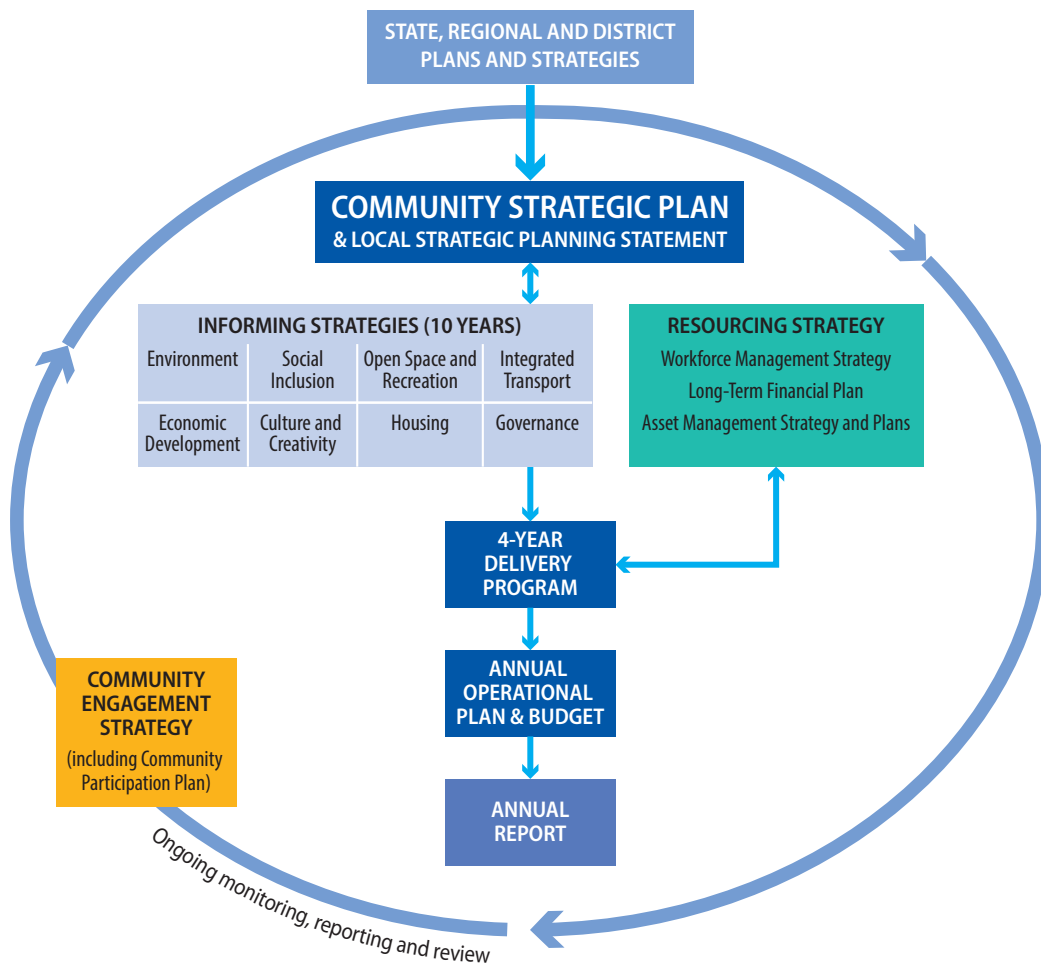 STATE, REGIONAL AND DISTRICT
PLANS AND STRATEGIES
COMMUNITY STRATEGIC PLAN
& LOCAL STRATEGIC PLANNING STATEMENT
INFORMING STRATEGIES (10 YEARS)
Environment
Social
Inclusion
Open Space and
Recreation
Integrated
Transport
Economic
Development
Culture and
Creativity
Housing
Governance
RESOURCING STRATEGY
Workforce Management Strategy
Long-Term Financial Plan
Asset Management Strategy and Plans
4-YEAR
DELIVERY
PROGRAM
ANNUAL
OPERATIONAL
PLAN & BUDGET
ANNUAL
REPORT
COMMUNITY
ENGAGEMENT
STRATEGY
(including Community
Participation Plan)
Ongoing monitoring, reporting and review